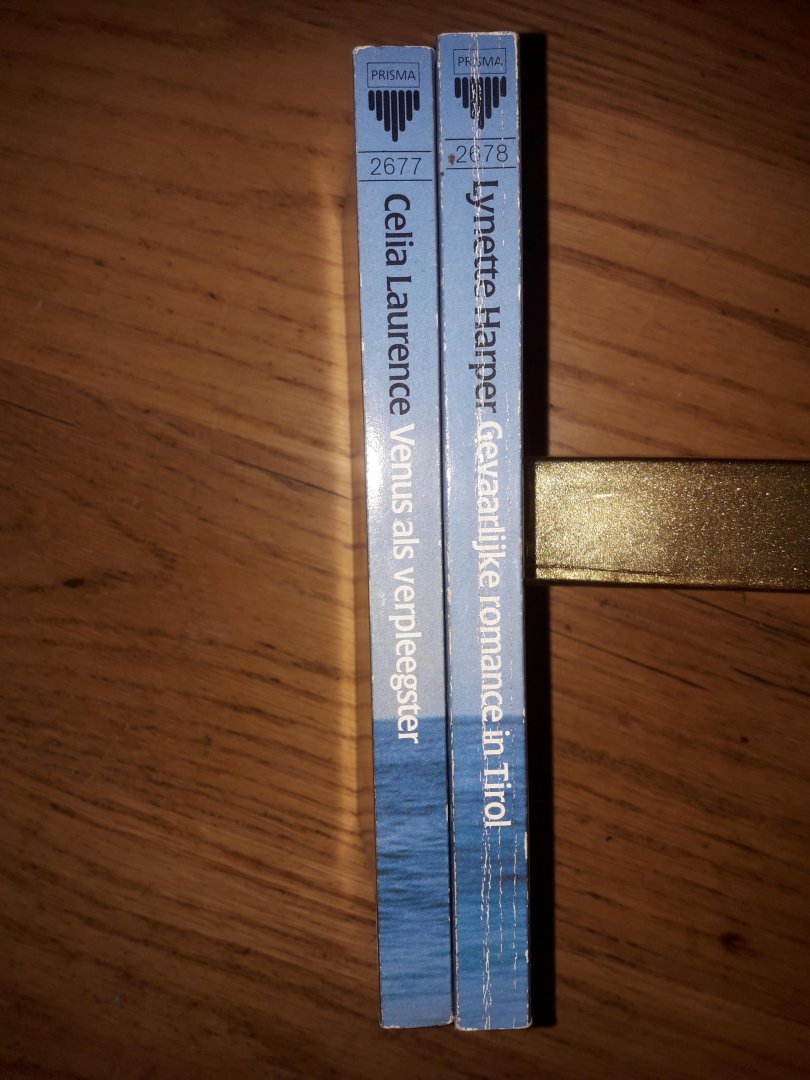 PRISMA
2677
Celia Laurence Venus als verpleegster
PRISMA
2678
Lynette Harper Gevaarlijke romance in Tirol